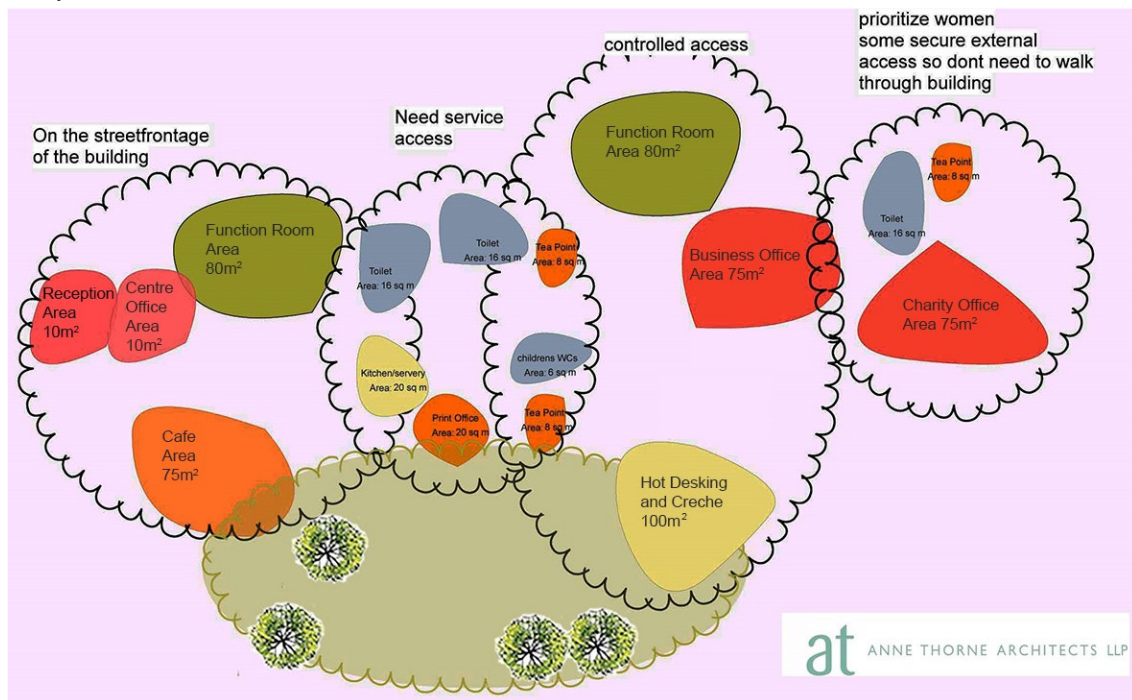 prioritize women
some secure external
access so dont need to walk
through building
controlled access
Need service
access
On the streetfrontage
of the building
Function Room
Area 80m²
Tea Point
Area: 8 sq m
Toilet
Area: 16 sq m
Function Room
Area
80m²
Toilet
Area: 16 sq m
Toilet
Area: 16 sq m
Tea Point
Area: 8 sq m
Business Office
Area 75m²
Charity Office
Area 75m²
Reception
Area
10m²
Centre
Office
Area
10m²
Kitchen/servery
Area: 20 sq m
childrens WCs
Area: 6 sq m
Print Office
Area: 20 sq m
Tea Point
Area: 8 sq m
Cafe
Area
75m²
Hot Desking
and Creche
100m²
at ANNE THORNE ARCHITECTS LLP